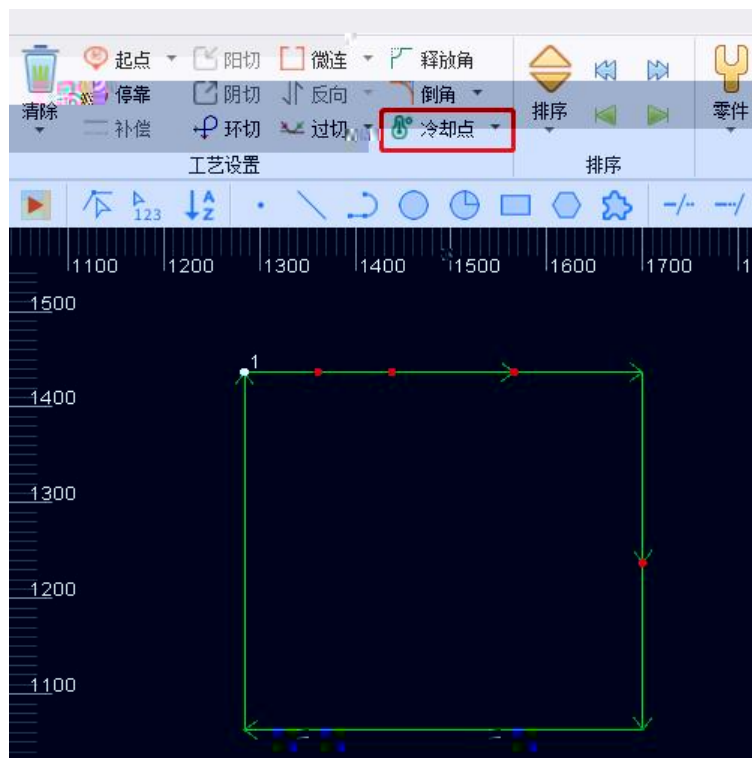 起点 阳切 微连 释放角
停靠 阴切 反向 倒角
清除 排序 零件
补偿 环切 过切 冷却点
工艺设置 排序
123 A Z
1100 1200 1300 1400 1500 1600 1700 1
1500
1
1400
1300
1200
1100